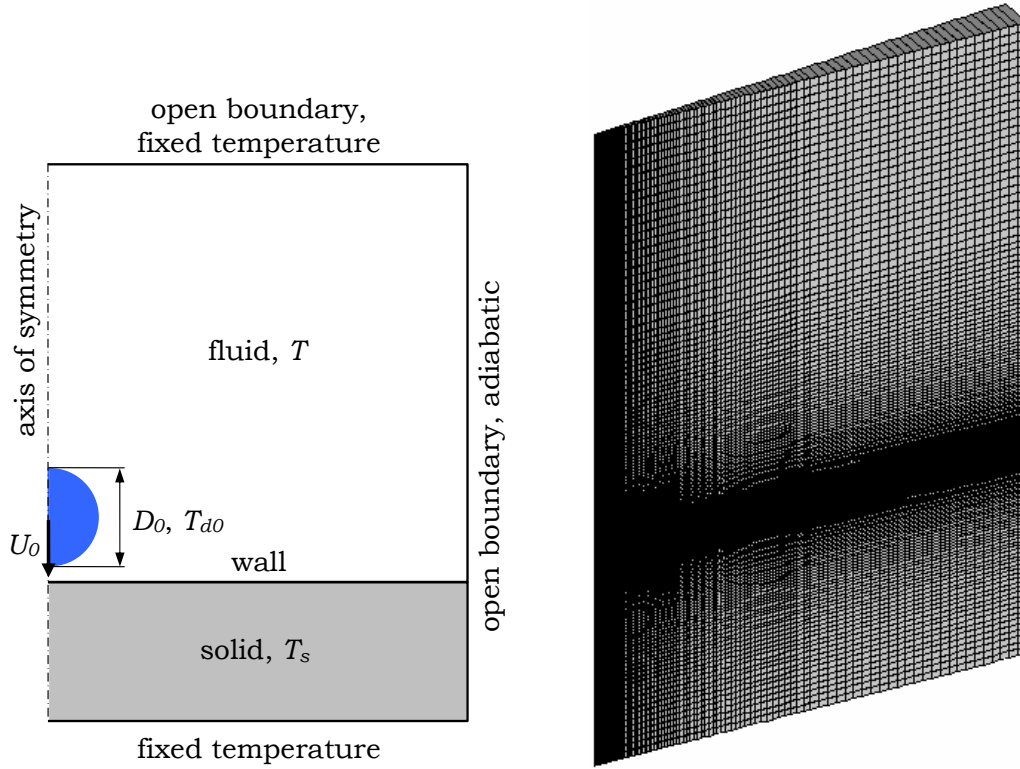 open boundary,
fixed temperature
axis of symmetry
fluid, T
open boundary, adiabatic
D0, Td0
U0
wall
solid, Ts
fixed temperature